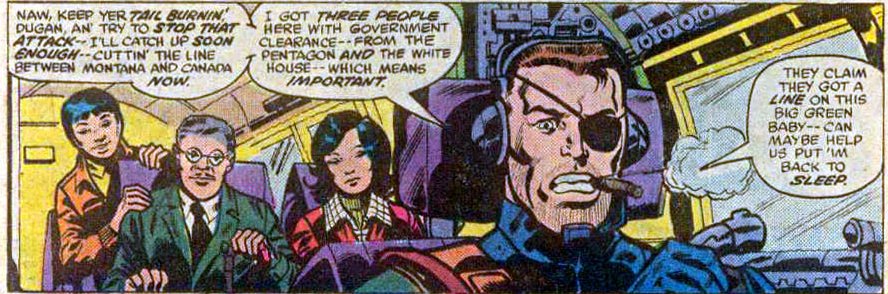 NAW, KEEP YER TAIL BURNIN',
DUGAN, AN' TRY TO STOP THAT
ATTACK-- I'LL CATCH UP SOON
ENOUGH-- CUTTIN' THE LINE
BETWEEN MONTANA AND CANADA
NOW.
I GOT THREE PEOPLE
HERE WITH GOVERNMENT
CLEARANCE-- FROM THE
PENTAGON AND THE WHITE
HOUSE-- WHICH MEANS
IMPORTANT.
THEY CLAIM
THEY GOT A
LINE ON THIS
BIG GREEN
BABY-- CAN
MAYBE HELP
US PUT 'IM
BACK TO
SLEEP.